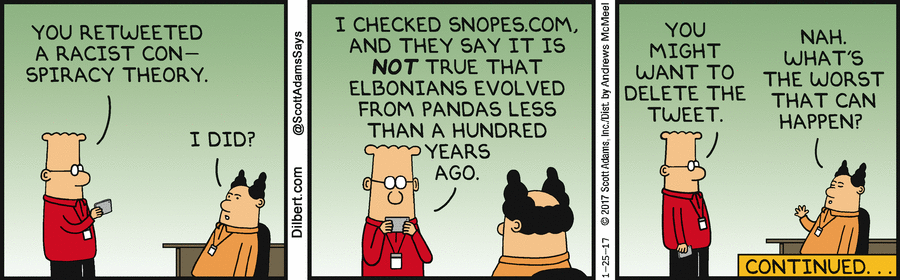 YOU RETWEETED
A RACIST CON-
SPIRACY THEORY.
I DID?
Dilbert.com @ScottAdamsSays
I CHECKED SNOPES.COM,
AND THEY SAY IT IS
NOT TRUE THAT
ELBONIANS EVOLVED
FROM PANDAS LESS
THAN A HUNDRED
YEARS
AGO.
1-25-17 © 2017 Scott Adams, Inc./Dist. by Andrews McMeel
YOU
MIGHT
WANT TO
DELETE THE
TWEET.
NAH.
WHAT'S
THE WORST
THAT CAN
HAPPEN?
CONTINUED...